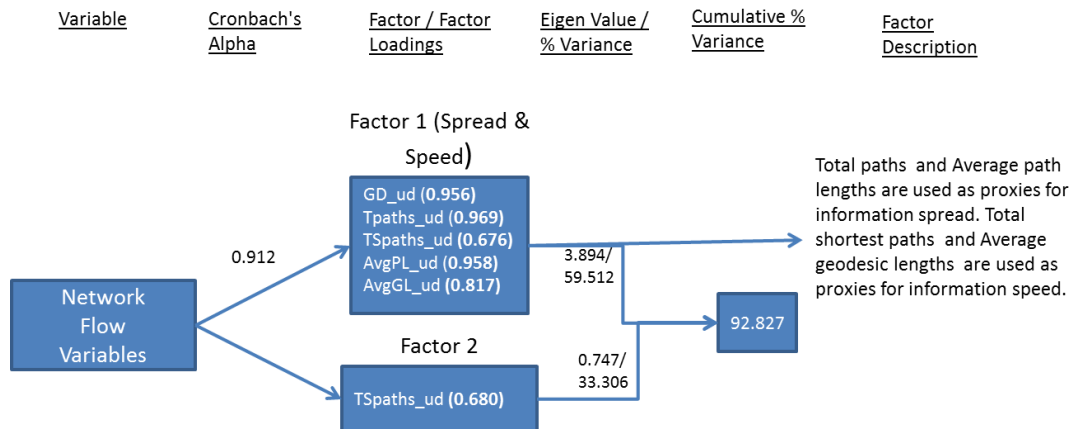 Variable
Cronbach's
Alpha
Factor / Factor
Loadings
Eigen Value /
% Variance
Cumulative %
Variance
Factor
Description
Factor 1 (Spread &
Speed)
GD_ud (0.956)
Tpaths_ud (0.969)
TSpaths_ud (0.676)
AvgPL_ud (0.958)
AvgGL_ud (0.817)
Total paths and Average path
lengths are used as proxies for
information spread. Total
shortest paths and Average
geodesic lengths are used as
proxies for information speed.
0.912
3.894/
59.512
Network
Flow
Variables
92.827
Factor 2
0.747/
33.306
TSpaths_ud (0.680)